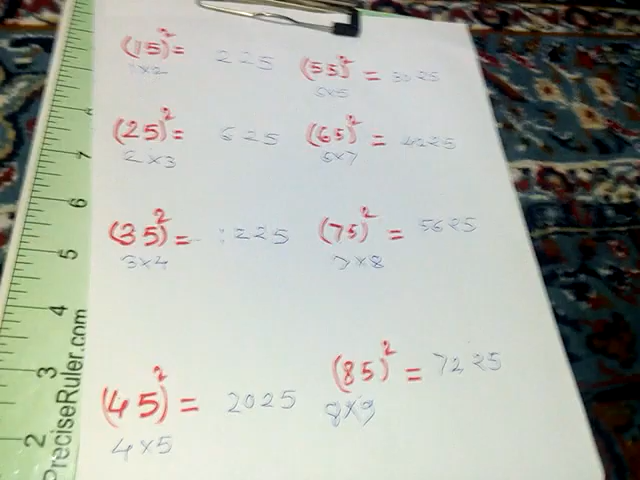 (15)² = 225
1x2
(25)² = 625
2x3
(35)² = 1225
3x4
(45)² = 2025
4x5
(55)² = 3025
(65)² = 4225
6x7
(75)² = 5625
7x8
(85)² = 7225
8x9
7
6
5
4
3
2
PreciseRuler.com